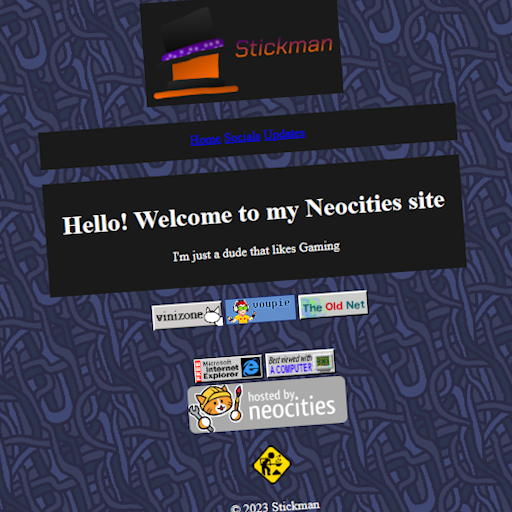 Stickman
Home Socials Updates
Hello! Welcome to my Neocities site
I'm just a dude that likes Gaming
vinizone youpie The Old Net
FREE Microsoft Internet Explorer Best viewed with A COMPUTER
hosted by
neocities
© 2023 Stickman